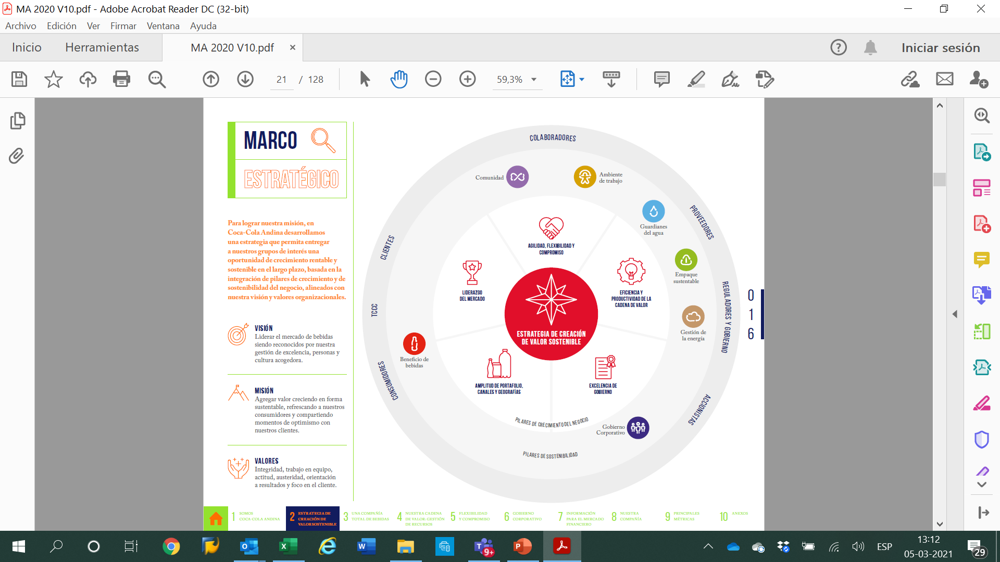 MA 2020 V10.pdf - Adobe Acrobat Reader DC (32-bit)
Archivo Edición Ver Firmar Ventana Ayuda
Inicio Herramientas MA 2020 V10.pdf × Iniciar sesión
21 / 128 59,3%
MARCO
ESTRATÉGICO
Para lograr nuestra misión, en
Coca-Cola Andina desarrollamos
una estrategia que permita entregar
a nuestros grupos de interés una
oportunidad de crecimiento rentable y
sostenible en el largo plazo, basada en la
integración de pilares de crecimiento y de
sostenibilidad del negocio, alineados con
nuestra visión y valores organizacionales.
VISIÓN
Liderar el mercado de bebidas
siendo reconocidos por nuestra
gestión de excelencia, personas y
cultura acogedora.
MISIÓN
Agregar valor creciendo en forma
sustentable, refrescando a nuestros
consumidores y compartiendo
momentos de optimismo con
nuestros clientes.
VALORES
Integridad, trabajo en equipo,
actitud, austeridad, orientación
a resultados y foco en el cliente.
COLABORADORES
PROVEEDORES
REGULADORES Y GOBIERNO
ACCIONISTAS
CONSUMIDORES
TCCC
CLIENTES
Comunidad
Ambiente
de trabajo
Guardianes
del agua
Empaque
sustentable
Gestión de
la energía
Gobierno
Corporativo
Beneficio de
bebidas
AGILIDAD, FLEXIBILIDAD Y
COMPROMISO
LIDERAZGO
DEL MERCADO
EFICIENCIA Y
PRODUCTIVIDAD DE LA
CADENA DE VALOR
ESTRATEGIA DE CREACIÓN
DE VALOR SOSTENIBLE
AMPLITUD DE PORTAFOLIO,
CANALES Y GEOGRAFÍAS
EXCELENCIA DE
GOBIERNO
PILARES DE CRECIMIENTO DEL NEGOCIO
PILARES DE SOSTENIBILIDAD
0
1
6
1 SOMOS
COCA-COLA ANDINA
2 ESTRATEGIA DE
CREACIÓN DE
VALOR SOSTENIBLE
3 UNA COMPAÑÍA
TOTAL DE BEBIDAS
4 NUESTRA CADENA
DE VALOR: GESTIÓN
DE RECURSOS
5 FLEXIBILIDAD
Y COMPROMISO
6 GOBIERNO
CORPORATIVO
7 INFORMACIÓN
PARA EL MERCADO
FINANCIERO
8 NUESTRA
COMPAÑÍA
9 PRINCIPALES
MÉTRICAS
10 ANEXOS
9+
ESP
13:12
05-03-2021
29